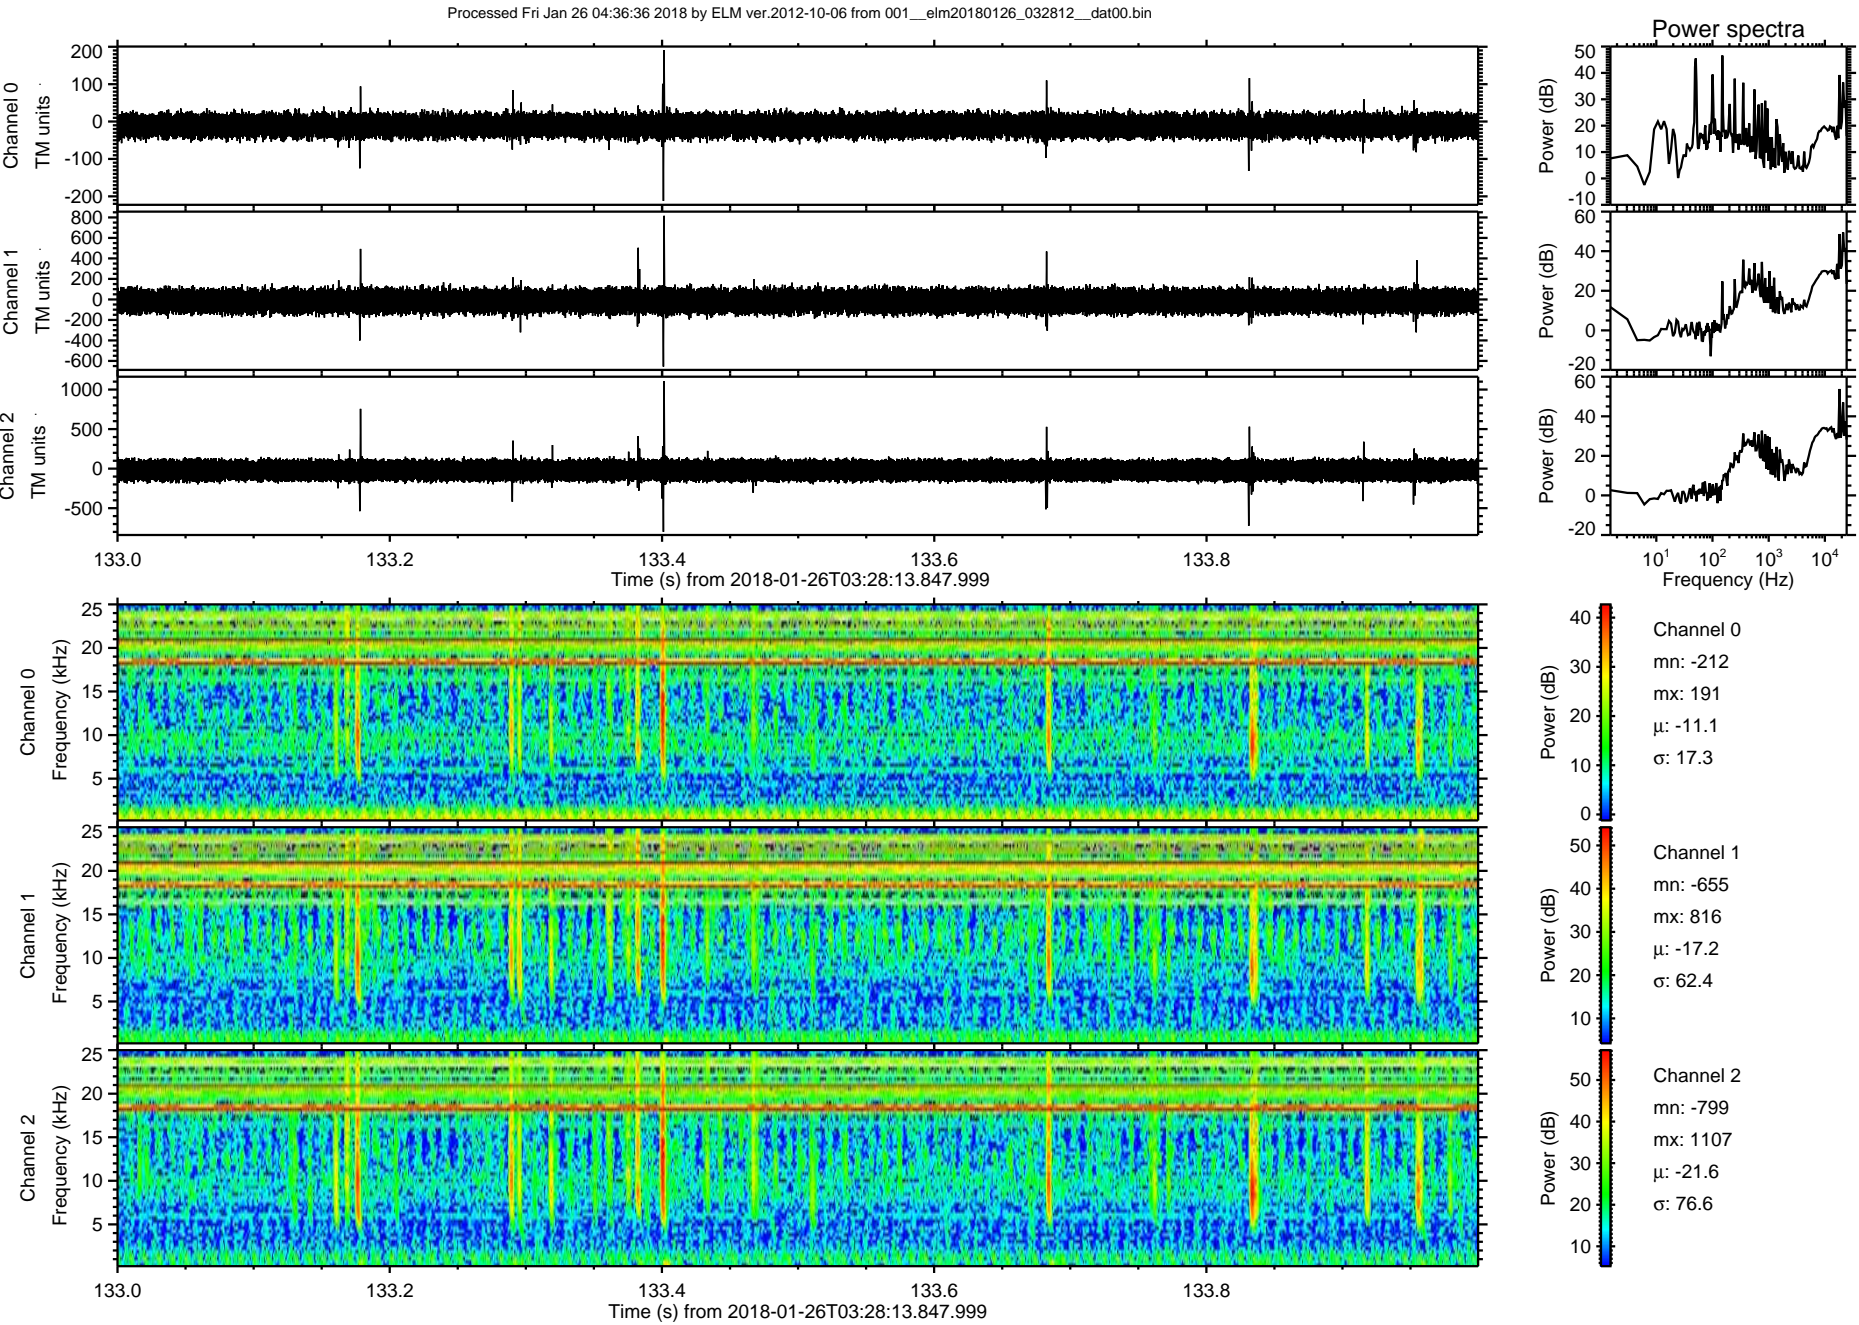 Processed Fri Jan 26 04:36:36 2018 by ELM ver.2012-10-06 from 001__elm20180126_032812__dat00.bin
Power spectra
Channel 0
TM units
200
100
0
-100
-200
Power (dB)
50
40
30
20
10
0
-10
Channel 1
TM units
800
600
400
200
0
-200
-400
-600
Power (dB)
60
40
20
0
-20
Channel 2
TM units
1000
500
0
-500
Power (dB)
60
40
20
0
-20
133.0 133.2 133.4 133.6 133.8
Time (s) from 2018-01-26T03:28:13.847.999
10^1 10^2 10^3 10^4
Frequency (Hz)
Channel 0
Frequency (kHz)
25
20
15
10
5
Power (dB)
40
30
20
10
0
Channel 0
mn: -212
mx: 191
μ: -11.1
σ: 17.3
Channel 1
Frequency (kHz)
25
20
15
10
5
Power (dB)
50
40
30
20
10
Channel 1
mn: -655
mx: 816
μ: -17.2
σ: 62.4
Channel 2
Frequency (kHz)
25
20
15
10
5
Power (dB)
50
40
30
20
10
Channel 2
mn: -799
mx: 1107
μ: -21.6
σ: 76.6
133.0 133.2 133.4 133.6 133.8
Time (s) from 2018-01-26T03:28:13.847.999